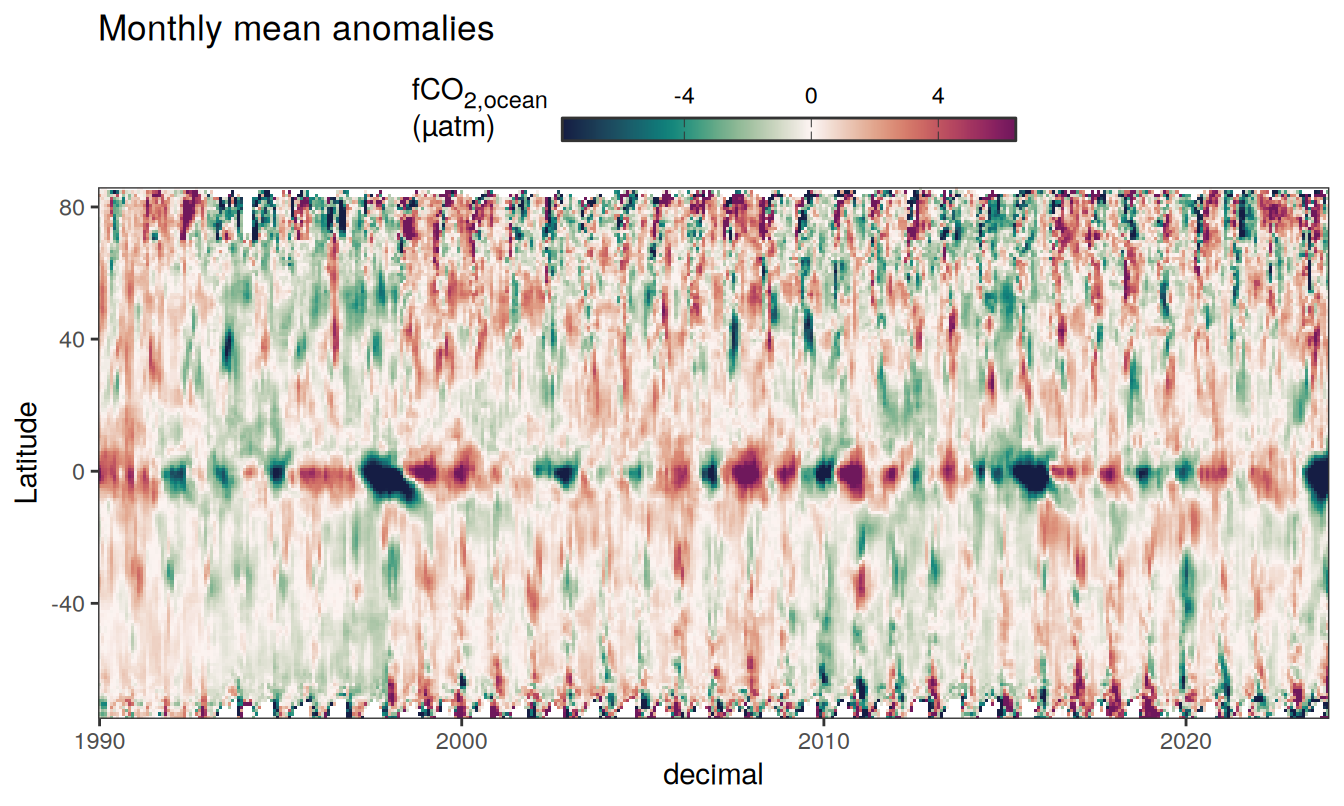 Monthly mean anomalies
fCO2,ocean
(µatm)
-4 0 4
Latitude
80
40
0
-40
1990 2000 2010 2020
decimal